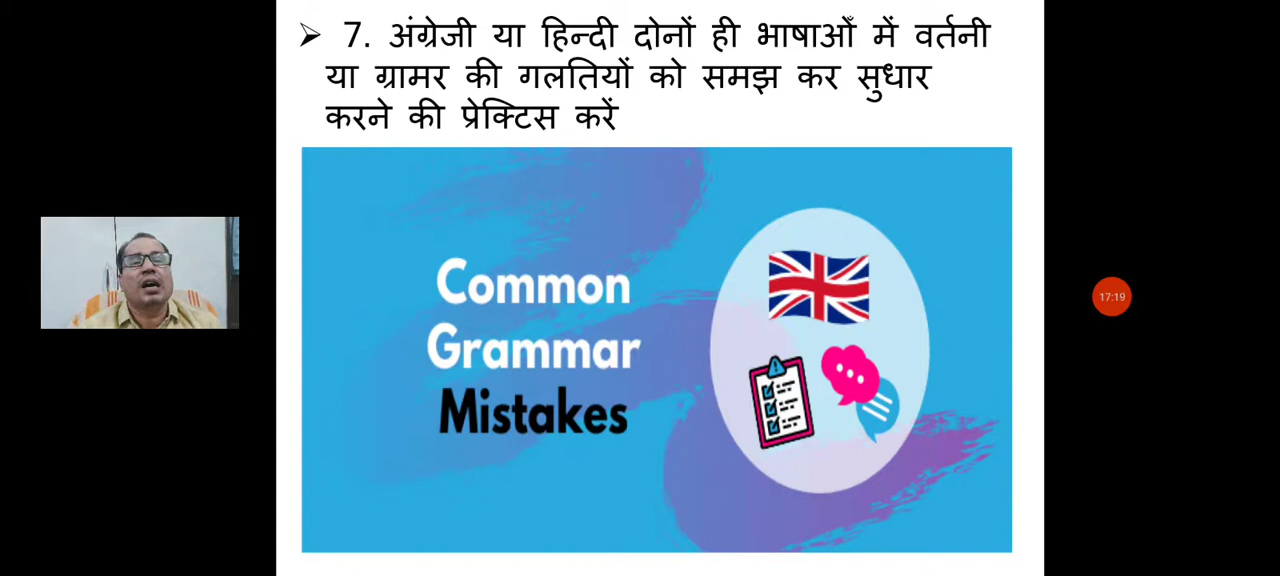 ➢ 7. अंग्रेजी या हिन्दी दोनों ही भाषाओँ में वर्तनी
या ग्रामर की गलतियों को समझ कर सुधार
करने की प्रेक्टिस करें
Common
Grammar
Mistakes
17:19